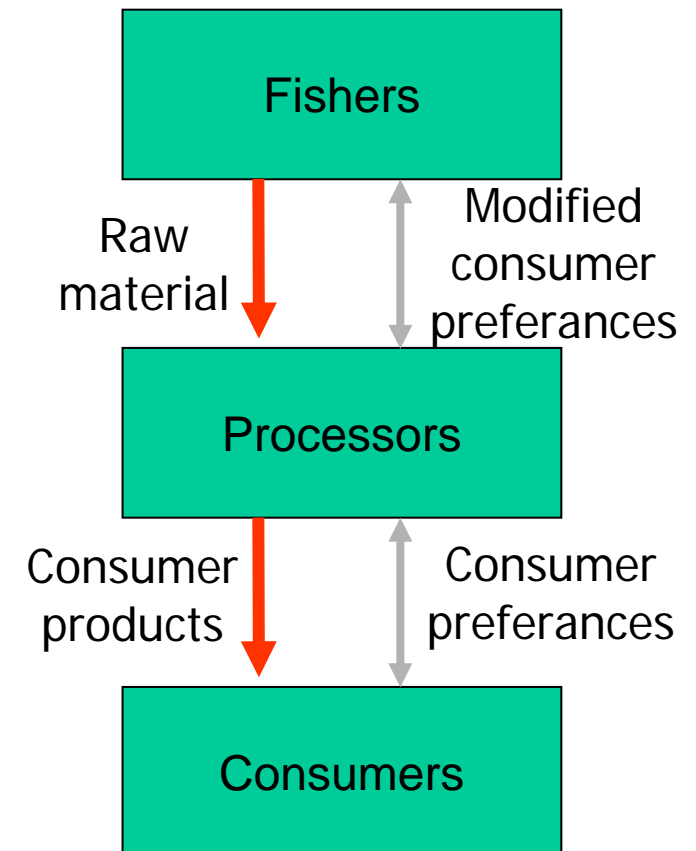 Fishers
Raw
material
Modified
consumer
preferances
Processors
Consumer
products
Consumer
preferances
Consumers